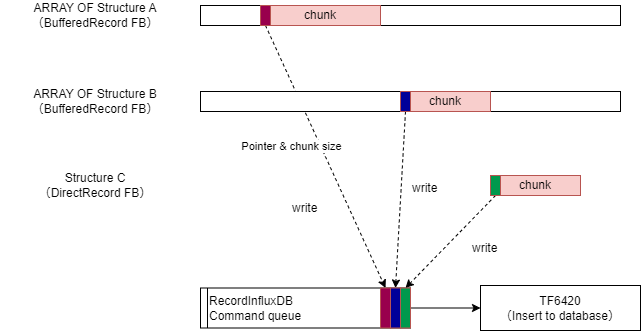 ARRAY OF Structure A
（BufferedRecord FB）
chunk
ARRAY OF Structure B
（BufferedRecord FB）
chunk
Pointer & chunk size
Structure C
（DirectRecord FB）
chunk
write
write
write
RecordInfluxDB
Command queue
TF6420
（Insert to database）